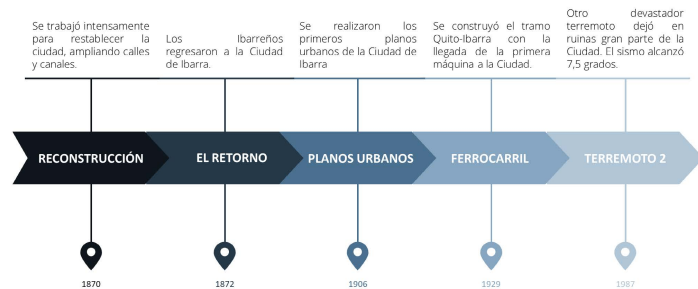 Se trabajó intensamente
para restablecer la
ciudad, ampliando calles
y canales.
Los Ibarreños
regresaron a la Ciudad
de Ibarra.
Se realizaron los
primeros planos
urbanos de la Ciudad de
Ibarra
Se construyó el tramo
Quito-Ibarra con la
llegada de la primera
máquina a la Ciudad.
Otro devastador
terremoto dejó en
ruinas gran parte de la
Ciudad. El sismo alcanzó
7,5 grados.
RECONSTRUCCIÓN
EL RETORNO
PLANOS URBANOS
FERROCARRIL
TERREMOTO 2
1870
1872
1906
1929
1987